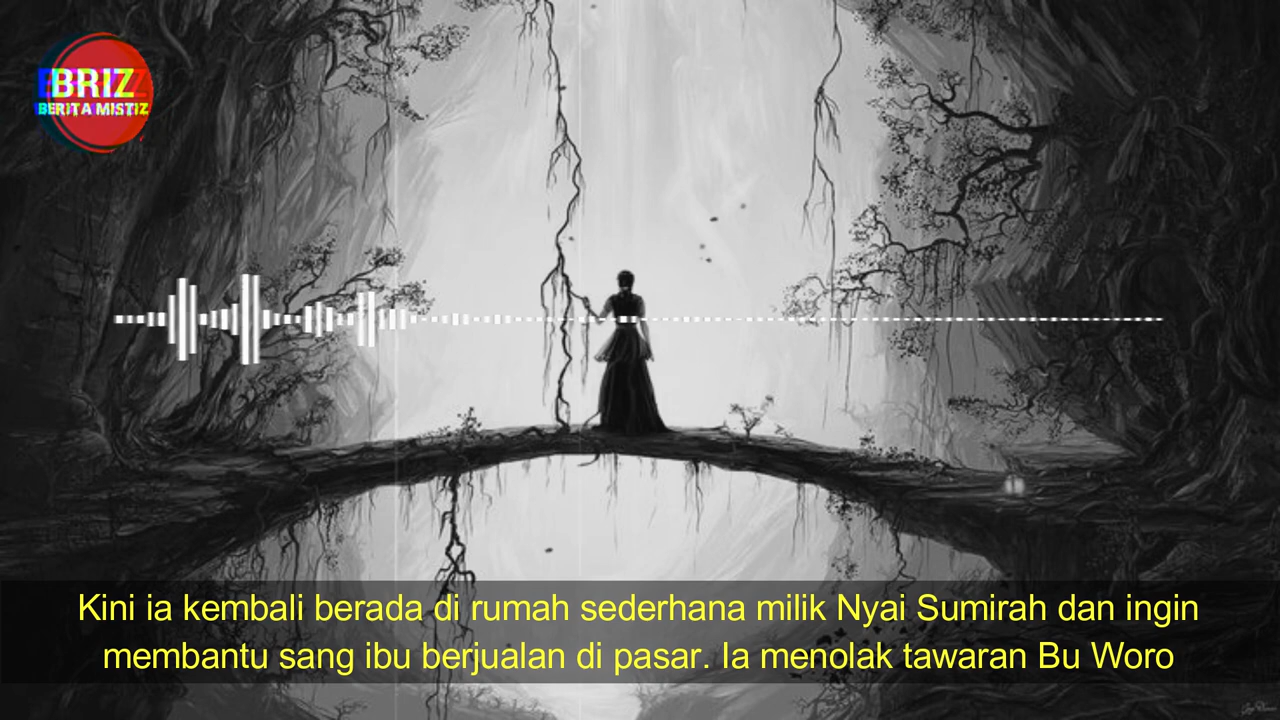 BRIZ
BERITA MISTIZ
Kini ia kembali berada di rumah sederhana milik Nyai Sumirah dan ingin
membantu sang ibu berjualan di pasar. Ia menolak tawaran Bu Woro